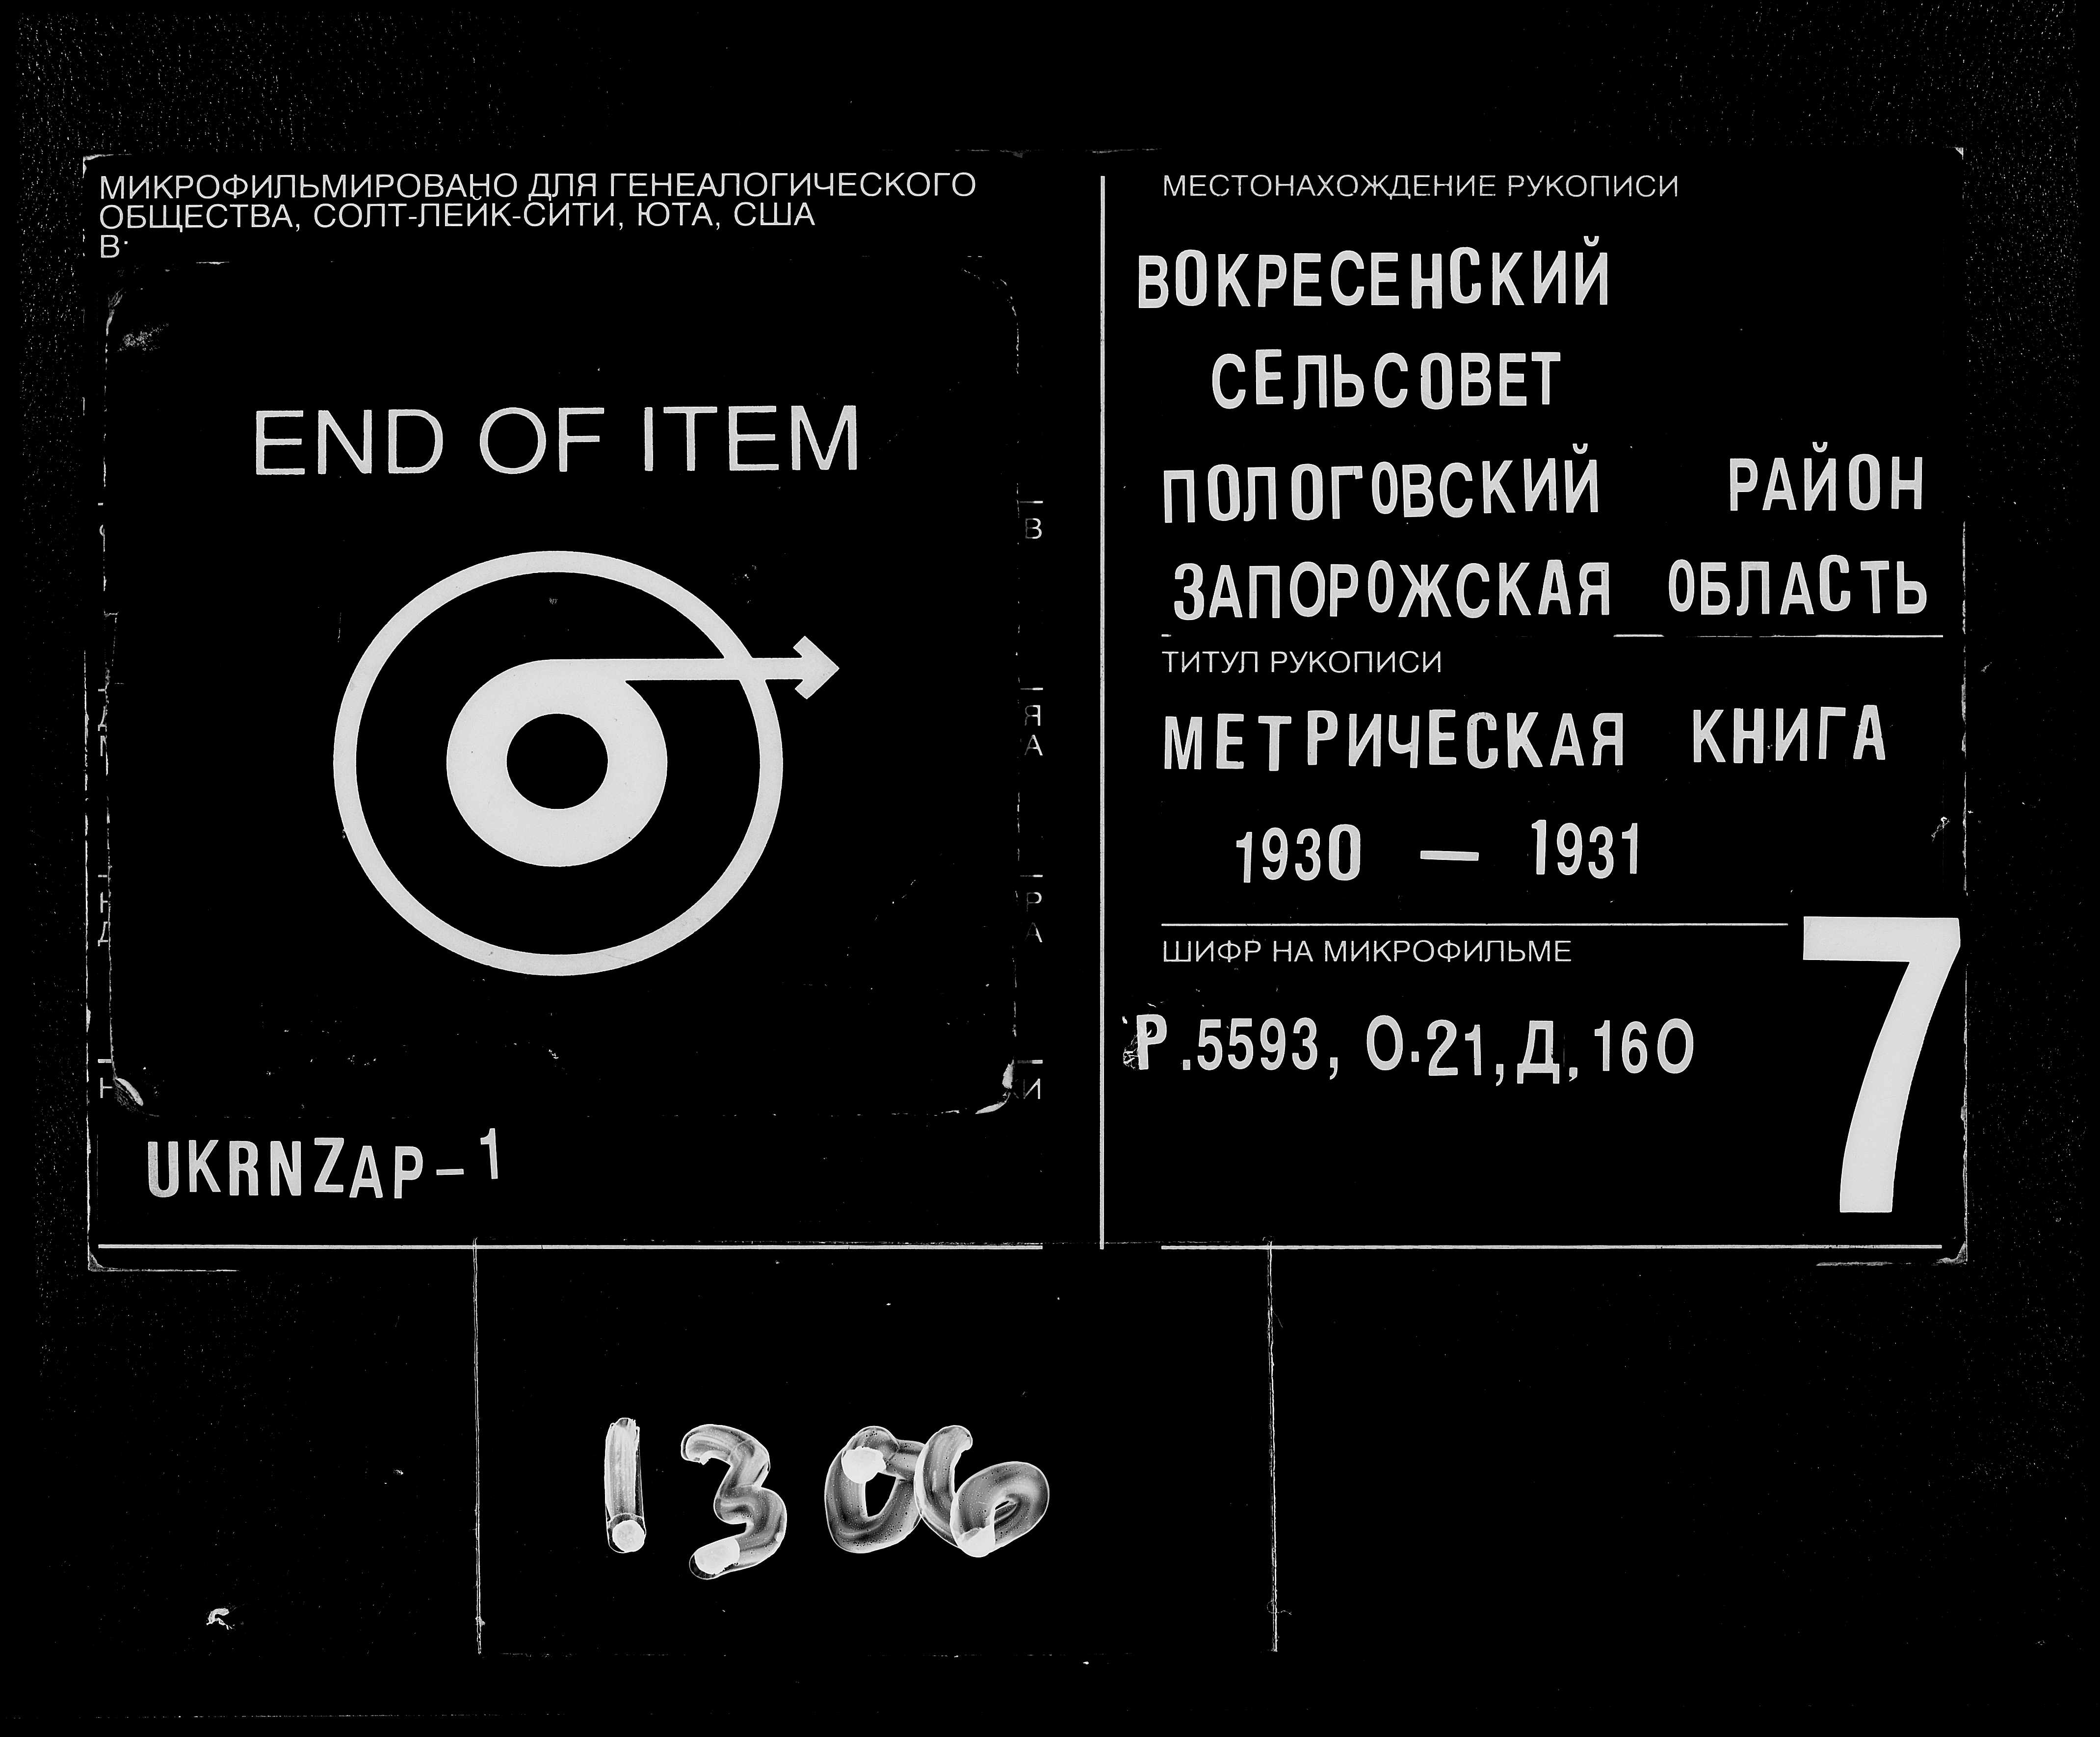 МИКРОФИЛЬМИРОВАНО ДЛЯ ГЕНЕАЛОГИЧЕСКОГО
ОБЩЕСТВА, СОЛТ-ЛЕЙК-СИТИ, ЮТА, США
В:
END OF ITEM
UKRNZAP-1
МЕСТОНАХОЖДЕНИЕ РУКОПИСИ
ВОКРЕСЕНСКИЙ
СЕЛЬСОВЕТ
ПОЛОГОВСКИЙ РАЙОН
ЗАПОРОЖСКАЯ ОБЛАСТЬ
ТИТУЛ РУКОПИСИ
МЕТРИЧЕСКАЯ КНИГА
1930 — 1931
ШИФР НА МИКРОФИЛЬМЕ
Р.5593, О.21, Д, 160
7
1306